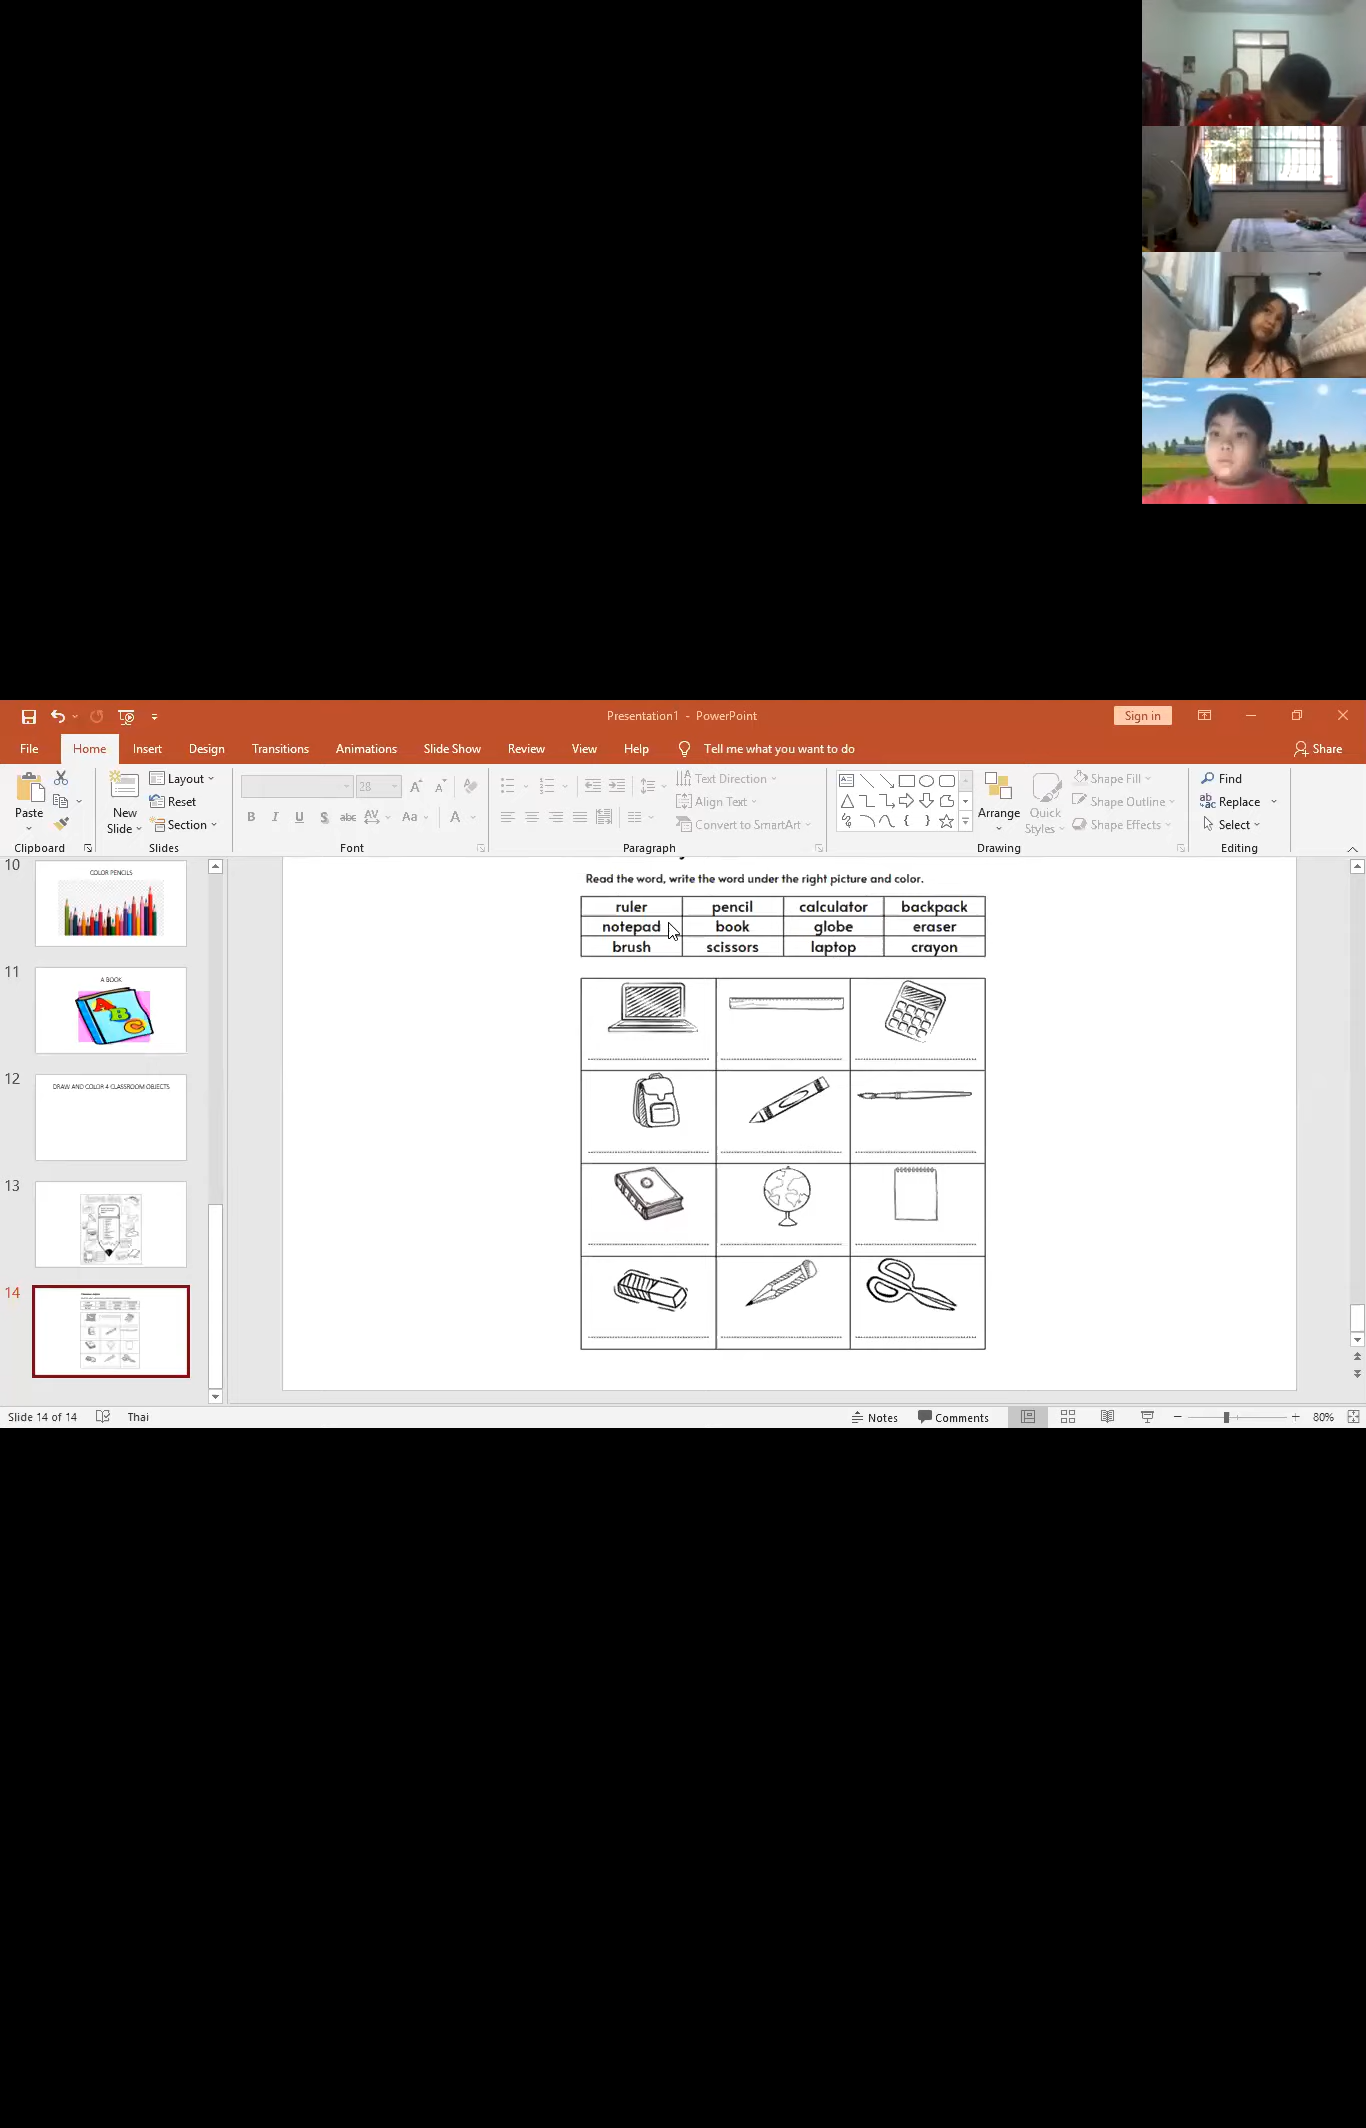 Presentation1 - PowerPoint
Sign in
File Home Insert Design Transitions Animations Slide Show Review View Help Tell me what you want to do Share
Paste
Clipboard
New Slide
Layout
Reset
Section
Slides
28
B I U S abc AV Aa A
Font
Text Direction
Align Text
Convert to SmartArt
Paragraph
Arrange
Quick Styles
Shape Fill
Shape Outline
Shape Effects
Drawing
Find
Replace
Select
Editing
10
COLOR PENCILS
11
A BOOK
A B C
12
DRAW AND COLOR 4 CLASSROOM OBJECTS
13
14
Read the word, write the word under the right picture and color.
ruler pencil calculator backpack
notepad book globe eraser
brush scissors laptop crayon
Slide 14 of 14 Thai Notes Comments 80%